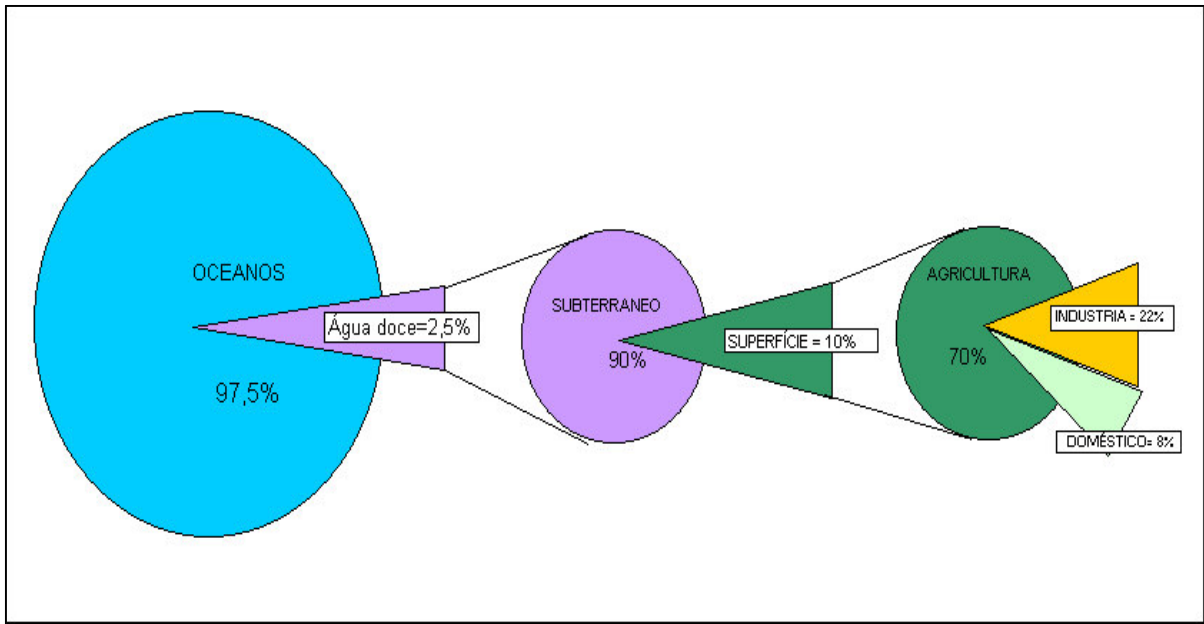 OCEANOS
97,5%
Água doce=2,5%
SUBTERRANEO
90%
SUPERFÍCIE = 10%
AGRICULTURA
70%
INDUSTRIA = 22%
DOMÉSTICO= 8%